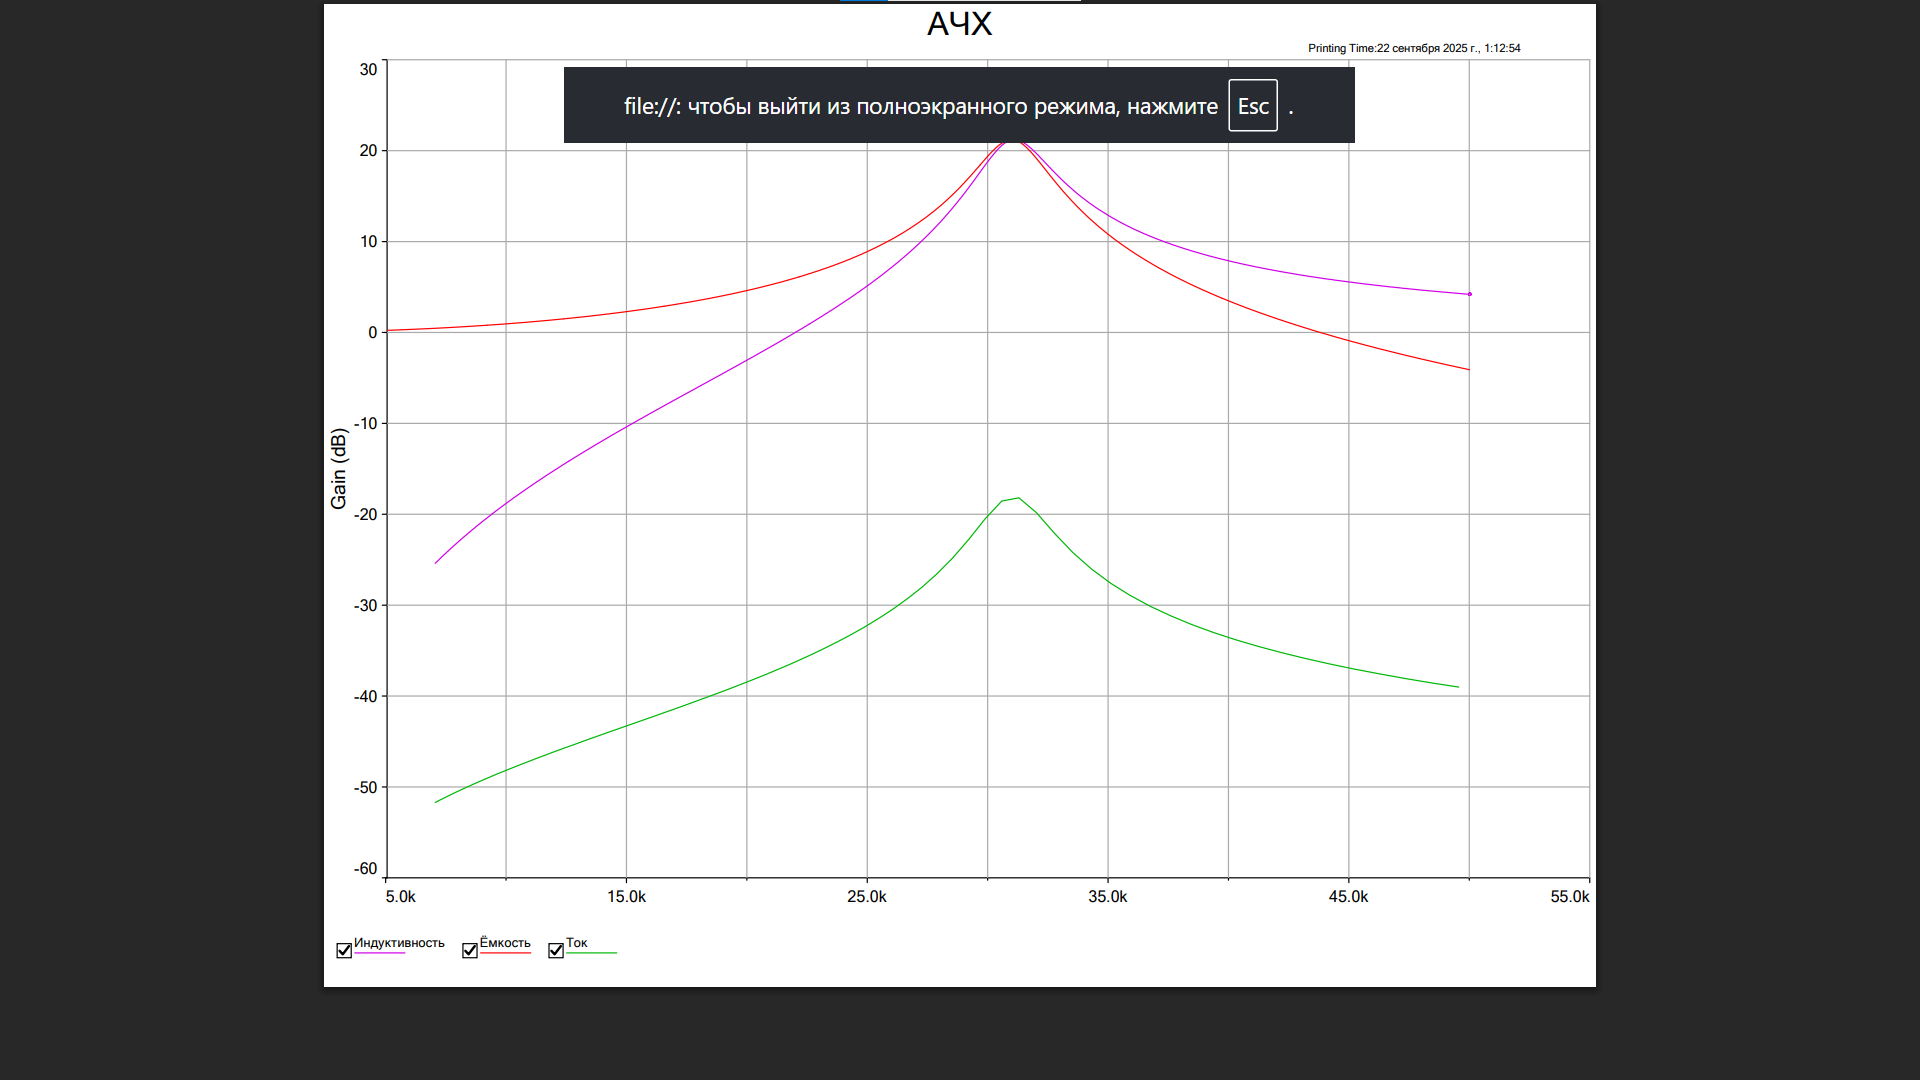 АЧХ
Printing Time:22 сентября 2025 г., 1:12:54
file://: чтобы выйти из полноэкранного режима, нажмите Esc .
30
20
10
0
-10
-20
-30
-40
-50
-60
Gain (dB)
5.0k 15.0k 25.0k 35.0k 45.0k 55.0k
Индуктивность Ёмкость Ток